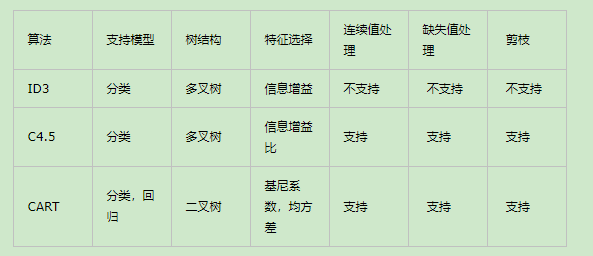 算法 支持模型 树结构 特征选择 连续值处理 缺失值处理 剪枝
ID3 分类 多叉树 信息增益 不支持 不支持 不支持
C4.5 分类 多叉树 信息增益比 支持 支持 支持
CART 分类，回归 二叉树 基尼系数，均方差 支持 支持 支持